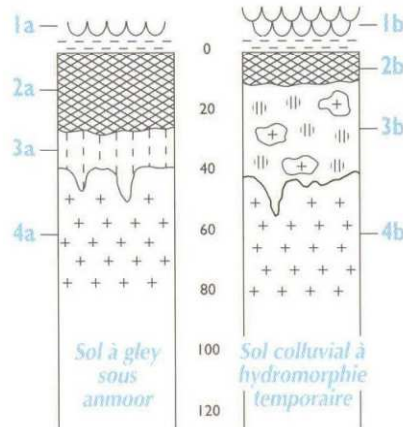 1a
1b
0
2a
2b
20
3a
3b
40
4a
4b
60
80
100
120
Sol à gley
sous
anmoor
Sol colluvial à
hydromorphie
temporaire